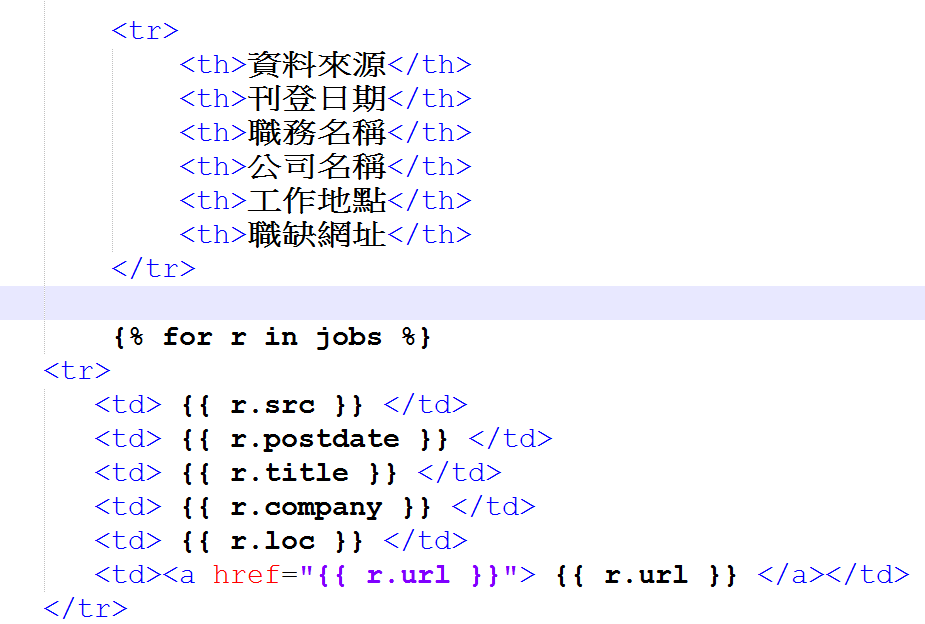 <tr>
<th>資料來源</th>
<th>刊登日期</th>
<th>職務名稱</th>
<th>公司名稱</th>
<th>工作地點</th>
<th>職缺網址</th>
</tr>
{% for r in jobs %}
<tr>
<td> {{ r.src }} </td>
<td> {{ r.postdate }} </td>
<td> {{ r.title }} </td>
<td> {{ r.company }} </td>
<td> {{ r.loc }} </td>
<td><a href="{{ r.url }}"> {{ r.url }} </a></td>
</tr>